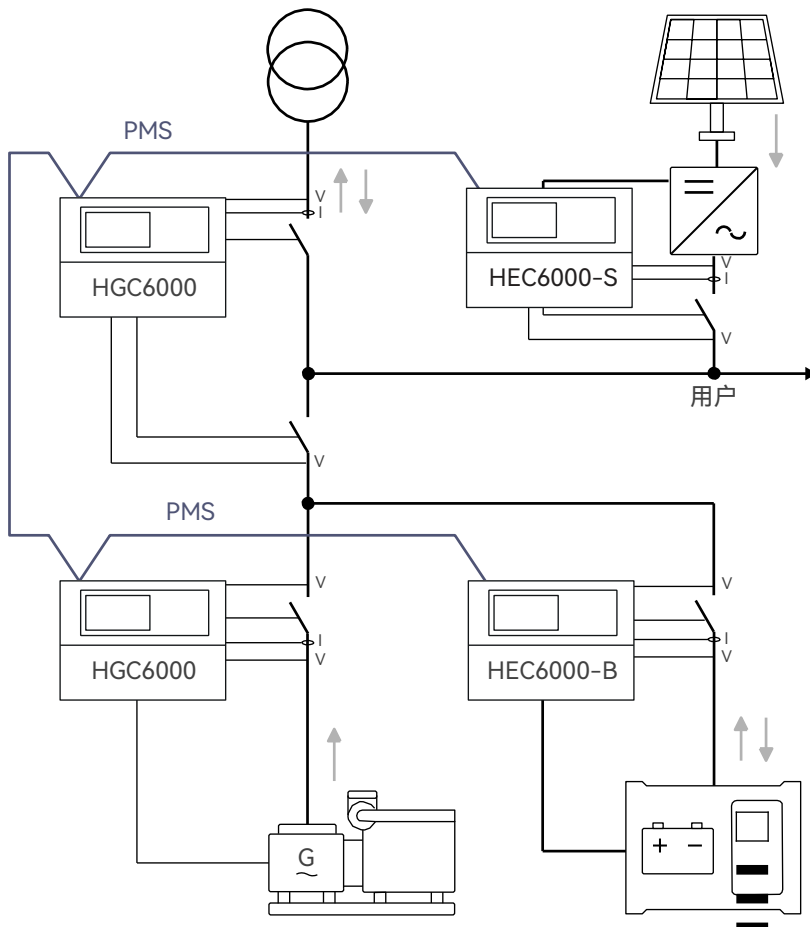 PMS
V
I
HGC6000
HEC6000-S
V
I
V
用户
V
PMS
V
I
V
HGC6000
V
I
V
HEC6000-B
G
~
+ −